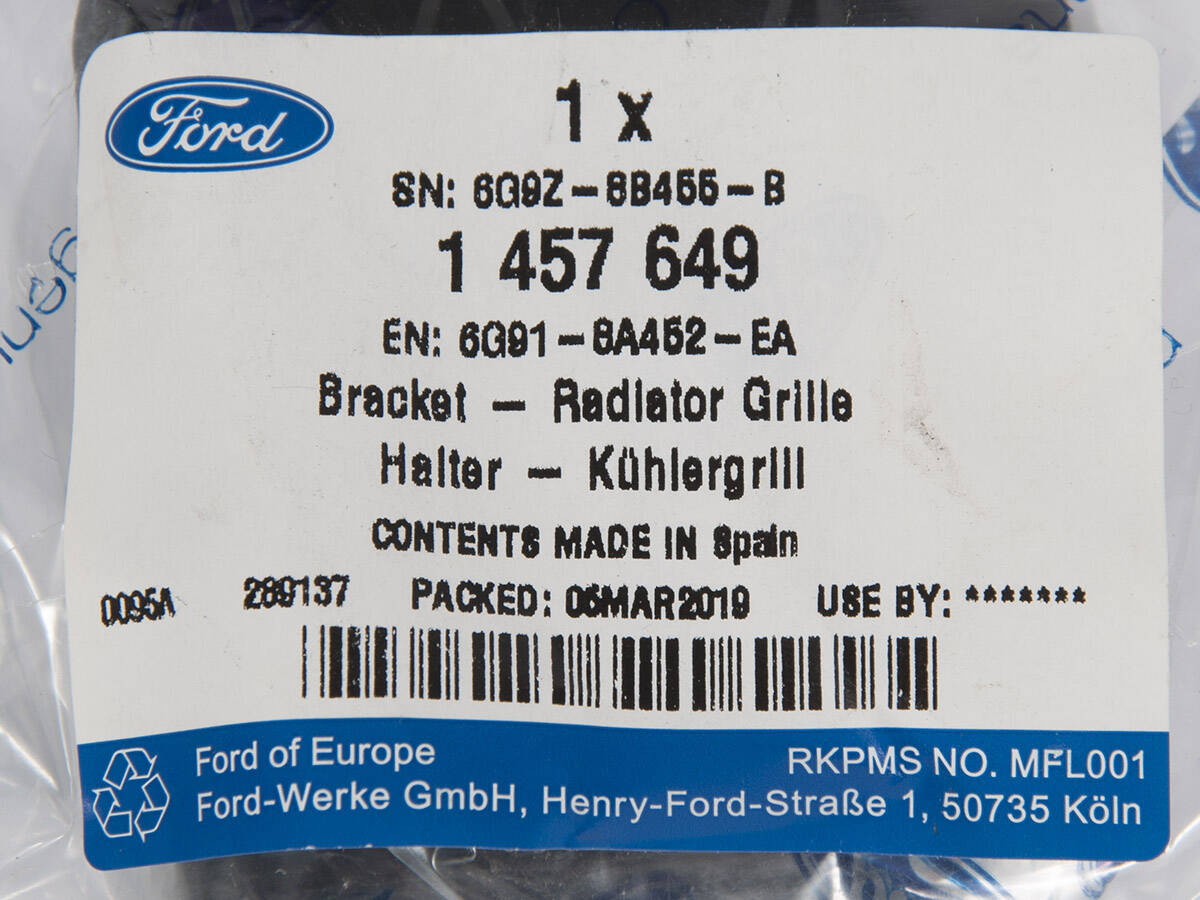 Ford
1 x
SN: 6G9Z-8B455-B
1 457 649
EN: 6G91-8A452-EA
Bracket - Radiator Grille
Halter - Kühlergrill
CONTENTS MADE IN Spain
0095A 289137 PACKED: 05MAR2019 USE BY: *******
Ford of Europe RKPMS NO. MFL001
Ford-Werke GmbH, Henry-Ford-Straße 1, 50735 Köln